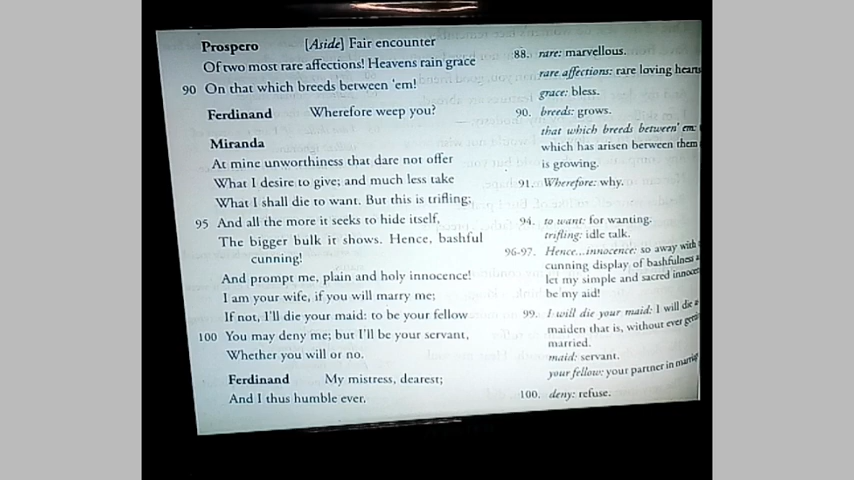 Prospero [Aside] Fair encounter
Of two most rare affections! Heavens rain grace
90 On that which breeds between 'em!
Ferdinand Wherefore weep you?
Miranda
At mine unworthiness that dare not offer
What I desire to give; and much less take
What I shall die to want. But this is trifling;
95 And all the more it seeks to hide itself,
The bigger bulk it shows. Hence, bashful
cunning!
And prompt me, plain and holy innocence!
I am your wife, if you will marry me;
If not, I'll die your maid: to be your fellow
100 You may deny me; but I'll be your servant,
Whether you will or no.
Ferdinand My mistress, dearest;
And I thus humble ever.
88. rare: marvellous.
rare affections: rare loving hearts
grace: bless.
90. breeds: grows.
that which breeds between' em:
which has arisen between them
is growing.
91. Wherefore: why.
94. to want: for wanting.
trifling: idle talk.
96-97. Hence...innocence: so away with
cunning display of bashfulness
let my simple and sacred
be my aid!
99. I will die your maid: I will die
maiden that is, without ever
married.
maid: servant.
your fellow: your partner in
100. deny: refuse.